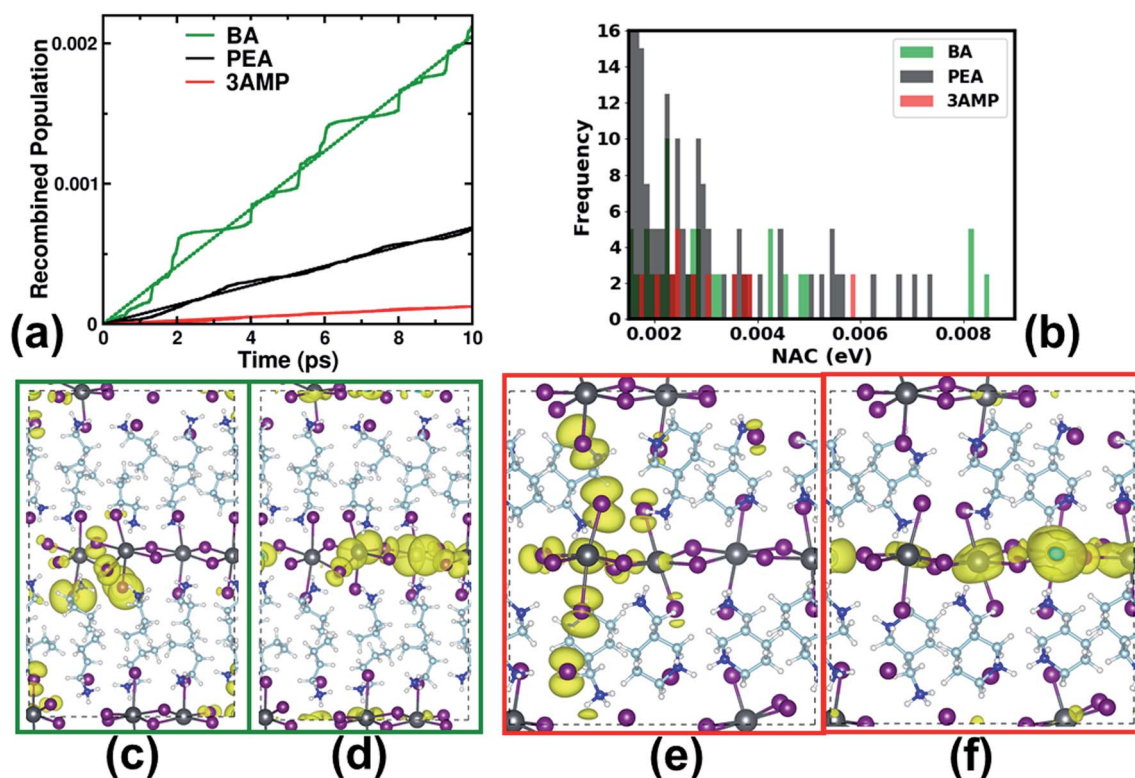 BA
PEA
3AMP
Recombined Population
0.002
0.001
0
0 2 4 6 8 10
Time (ps)
(a)
BA
PEA
3AMP
Frequency
16
14
12
10
8
6
4
2
0
0.002 0.004 0.006 0.008
NAC (eV)
(b)
(c) (d) (e) (f)